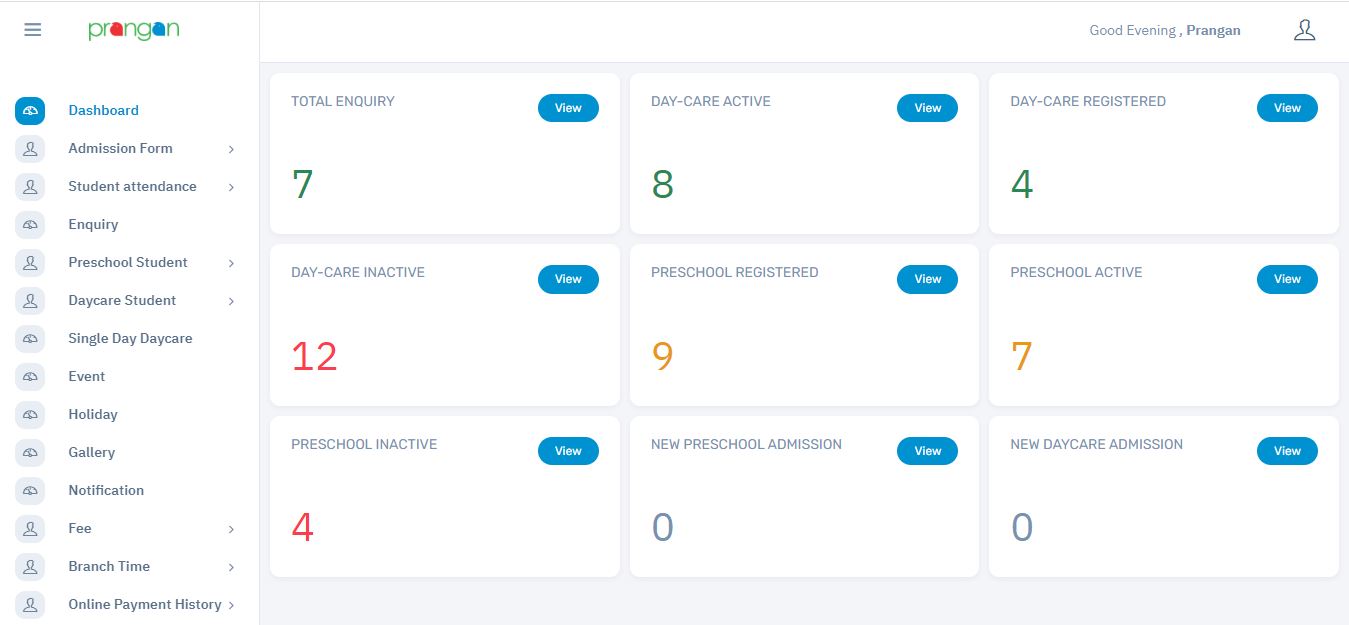 prangan
Good Evening , Prangan
Dashboard
Admission Form
Student attendance
Enquiry
Preschool Student
Daycare Student
Single Day Daycare
Event
Holiday
Gallery
Notification
Fee
Branch Time
Online Payment History
TOTAL ENQUIRY View
7
DAY-CARE ACTIVE View
8
DAY-CARE REGISTERED View
4
DAY-CARE INACTIVE View
12
PRESCHOOL REGISTERED View
9
PRESCHOOL ACTIVE View
7
PRESCHOOL INACTIVE View
4
NEW PRESCHOOL ADMISSION View
0
NEW DAYCARE ADMISSION View
0